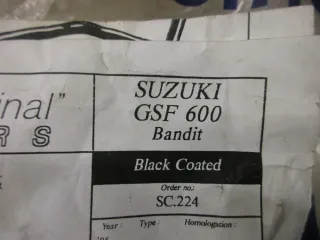 SUZUKI
GSF 600
Bandit
inal"
R S
Black Coated
Order no.:
SC.224
Year : Type : Homologation :